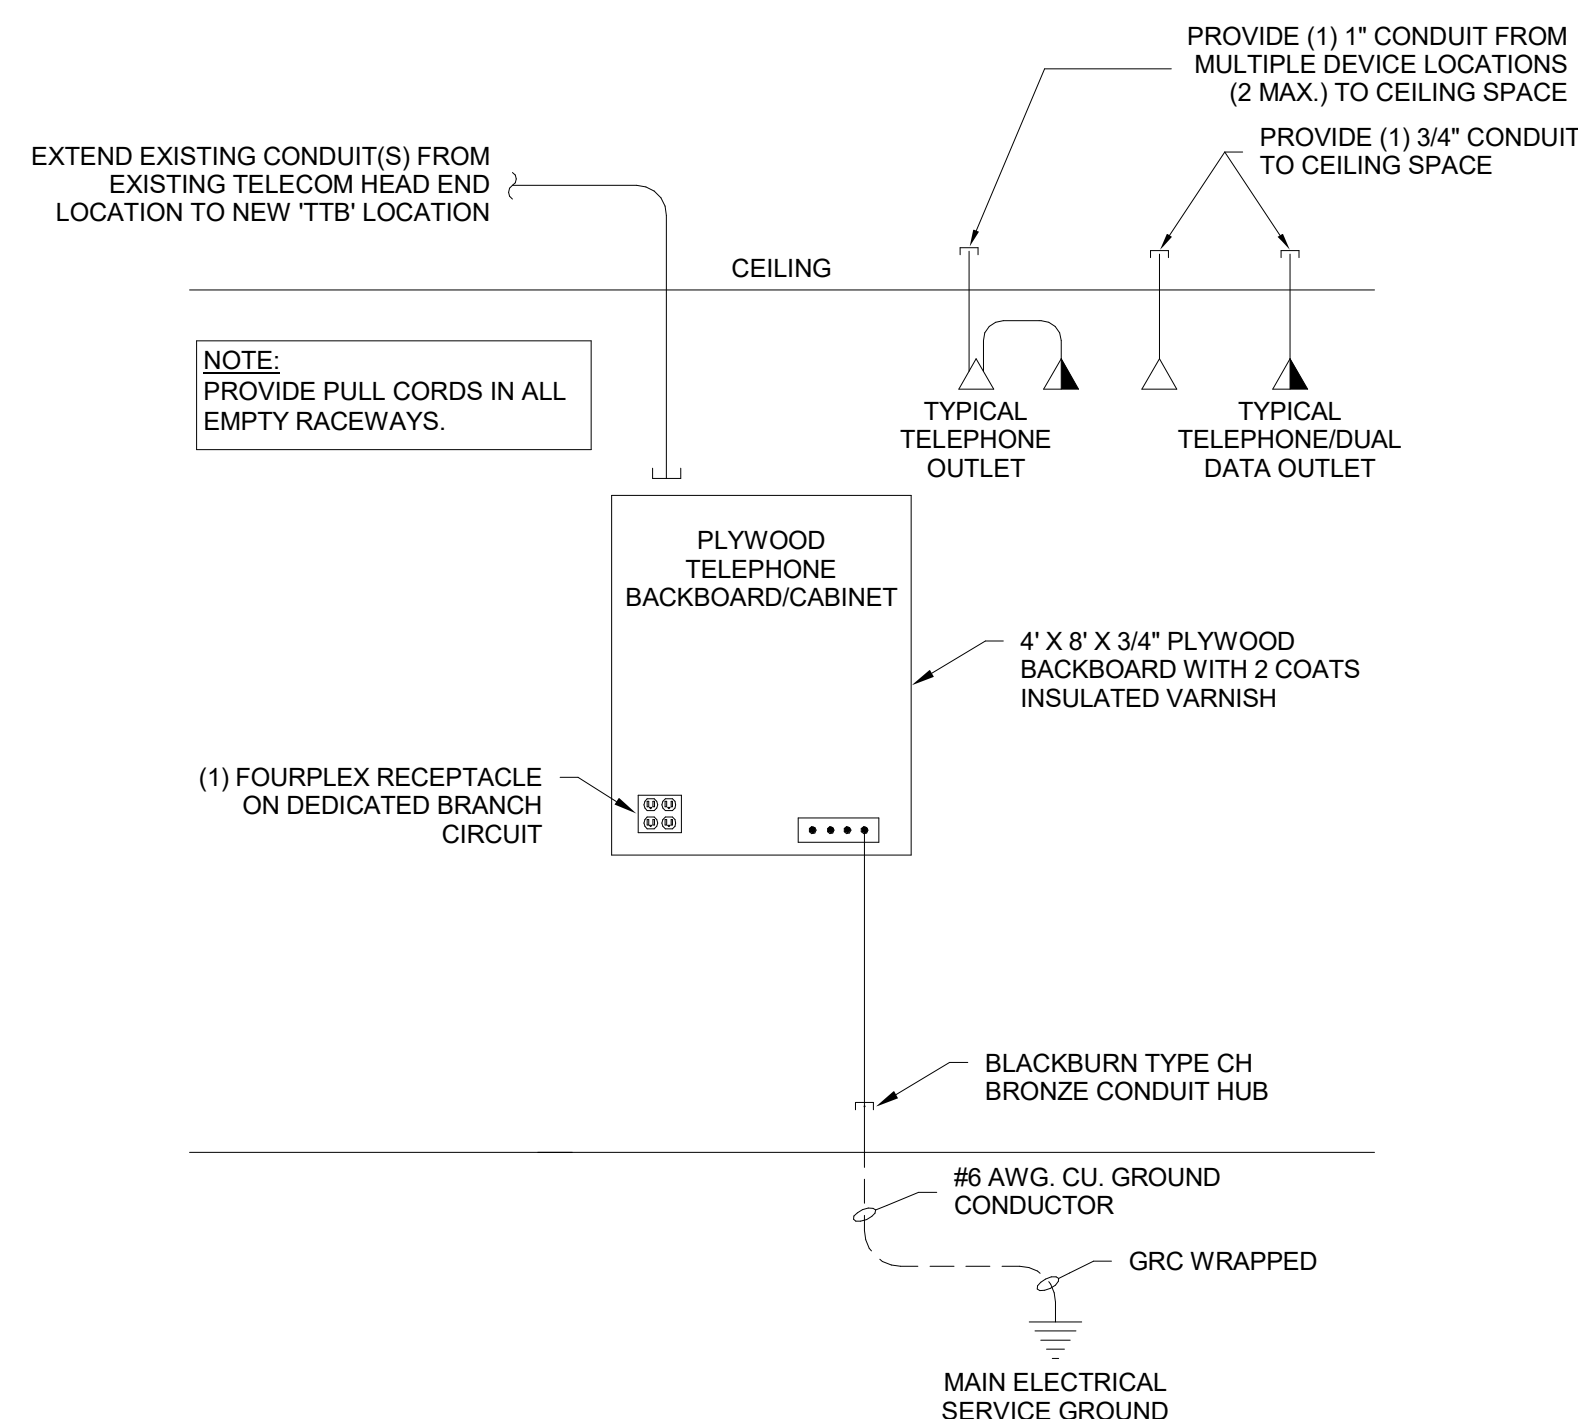 PROVIDE (1) 1" CONDUIT FROM
MULTIPLE DEVICE LOCATIONS
(2 MAX.) TO CEILING SPACE
PROVIDE (1) 3/4" CONDUIT
TO CEILING SPACE
EXTEND EXISTING CONDUIT(S) FROM
EXISTING TELECOM HEAD END
LOCATION TO NEW 'TTB' LOCATION
CEILING
NOTE:
PROVIDE PULL CORDS IN ALL
EMPTY RACEWAYS.
TYPICAL
TELEPHONE
OUTLET
TYPICAL
TELEPHONE/DUAL
DATA OUTLET
PLYWOOD
TELEPHONE
BACKBOARD/CABINET
4' X 8' X 3/4" PLYWOOD
BACKBOARD WITH 2 COATS
INSULATED VARNISH
(1) FOURPLEX RECEPTACLE
ON DEDICATED BRANCH
CIRCUIT
BLACKBURN TYPE CH
BRONZE CONDUIT HUB
#6 AWG. CU. GROUND
CONDUCTOR
GRC WRAPPED
MAIN ELECTRICAL
SERVICE GROUND